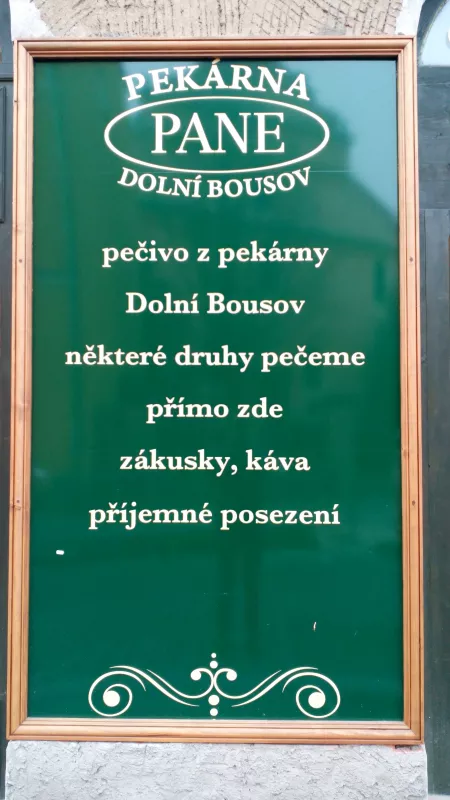 PEKÁRNA
PANE
DOLNÍ BOUSOV
pečivo z pekárny
Dolní Bousov
některé druhy pečeme
přímo zde
zákusky, káva
příjemné posezení